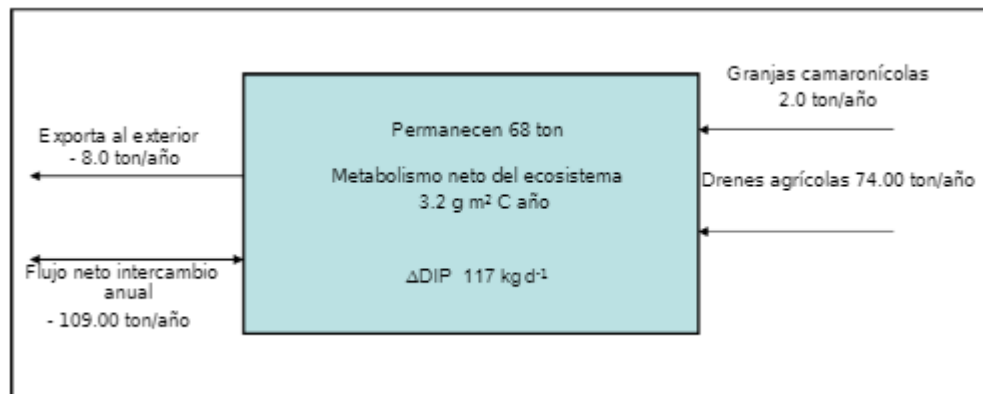 Granjas camaronícolas
2.0 ton/año
Exporta al exterior
- 8.0 ton/año
Permanecen 68 ton
Metabolismo neto del ecosistema
3.2 g m² C año
Drenes agrícolas 74.00 ton/año
Flujo neto intercambio
anual
- 109.00 ton/año
ΔDIP 117 kg d⁻¹